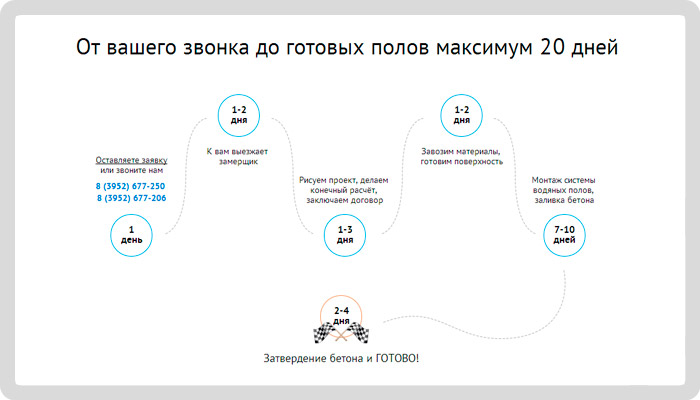 От вашего звонка до готовых полов максимум 20 дней
Оставляете заявку
или звоните нам
8 (3952) 677-250
8 (3952) 677-206
1
день
1-2
дня
К вам выезжает
замерщик
Рисуем проект, делаем
конечный расчёт,
заключаем договор
1-3
дня
1-2
дня
Завозим материалы,
готовим поверхность
Монтаж системы
водяных полов,
заливка бетона
7-10
дней
2-4
дня
Затвердение бетона и ГОТОВО!